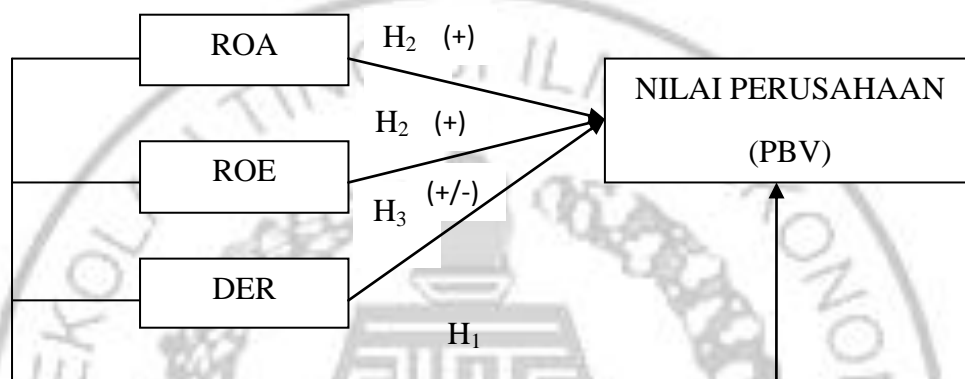 ROA
H₂ (+)
NILAI PERUSAHAAN
(PBV)
H₂ (+)
ROE
(+/-)
H₃
DER
H₁